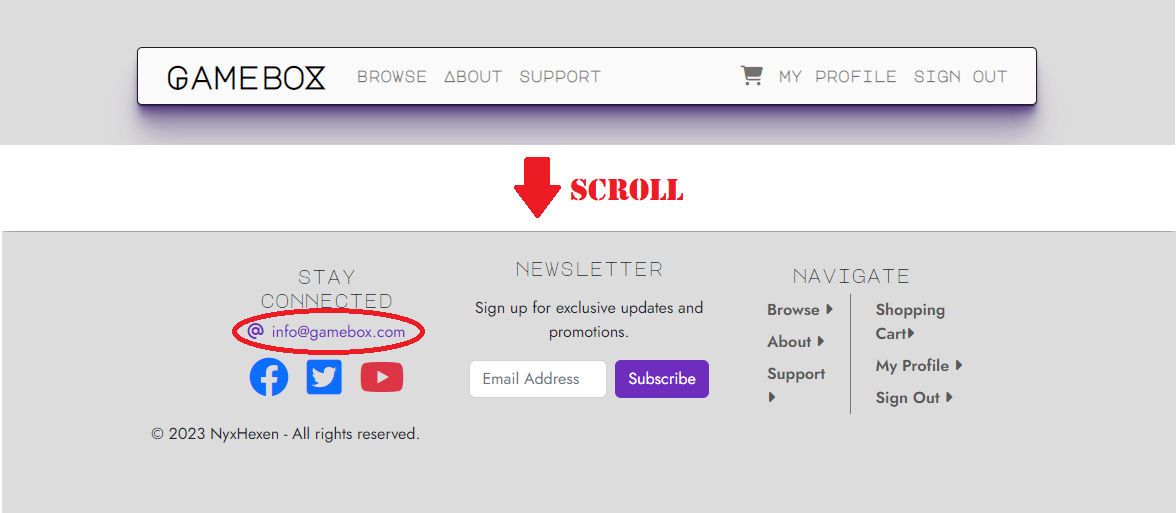 GAMEBOX BROWSE ABOUT SUPPORT MY PROFILE SIGN OUT
SCROLL
STAY
CONNECTED
@ info@gamebox.com
© 2023 NyxHexen - All rights reserved.
NEWSLETTER
Sign up for exclusive updates and
promotions.
Email Address Subscribe
NAVIGATE
Browse
About
Support
Shopping
Cart
My Profile
Sign Out